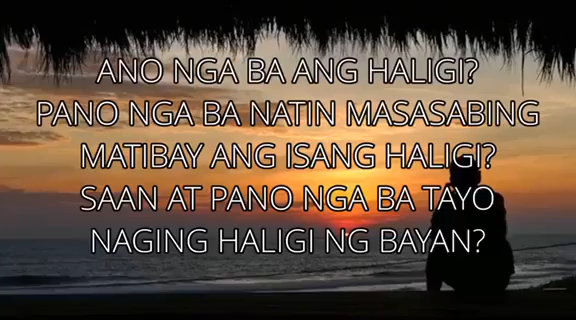 ANO NGA BA ANG HALIGI?
PANO NGA BA NATIN MASASABING
MATIBAY ANG ISANG HALIGI?
SAAN AT PANO NGA BA TAYO
NAGING HALIGI NG BAYAN?